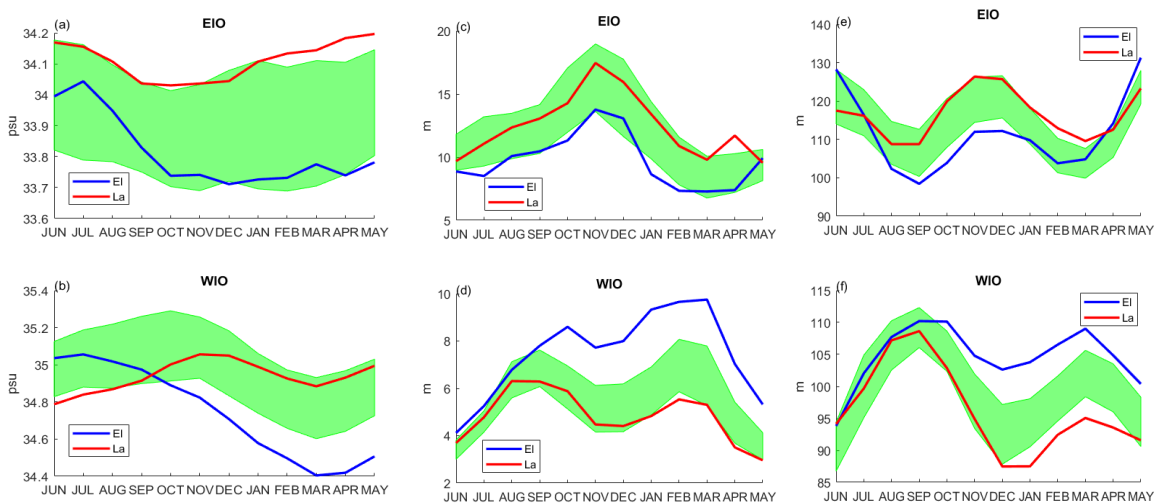 (a)
EIO
34.2
34.1
34
33.9
33.8
33.7
33.6
psu
El
La
JUN JUL AUG SEP OCT NOV DEC JAN FEB MAR APR MAY
(c)
EIO
20
15
10
5
m
El
La
JUN JUL AUG SEP OCT NOV DEC JAN FEB MAR APR MAY
(e)
EIO
140
130
120
110
100
90
m
El
La
JUN JUL AUG SEP OCT NOV DEC JAN FEB MAR APR MAY
(b)
WIO
35.4
35.2
35
34.8
34.6
34.4
psu
El
La
JUN JUL AUG SEP OCT NOV DEC JAN FEB MAR APR MAY
(d)
WIO
10
8
6
4
2
m
El
La
JUN JUL AUG SEP OCT NOV DEC JAN FEB MAR APR MAY
(f)
WIO
115
110
105
100
95
90
85
m
El
La
JUN JUL AUG SEP OCT NOV DEC JAN FEB MAR APR MAY